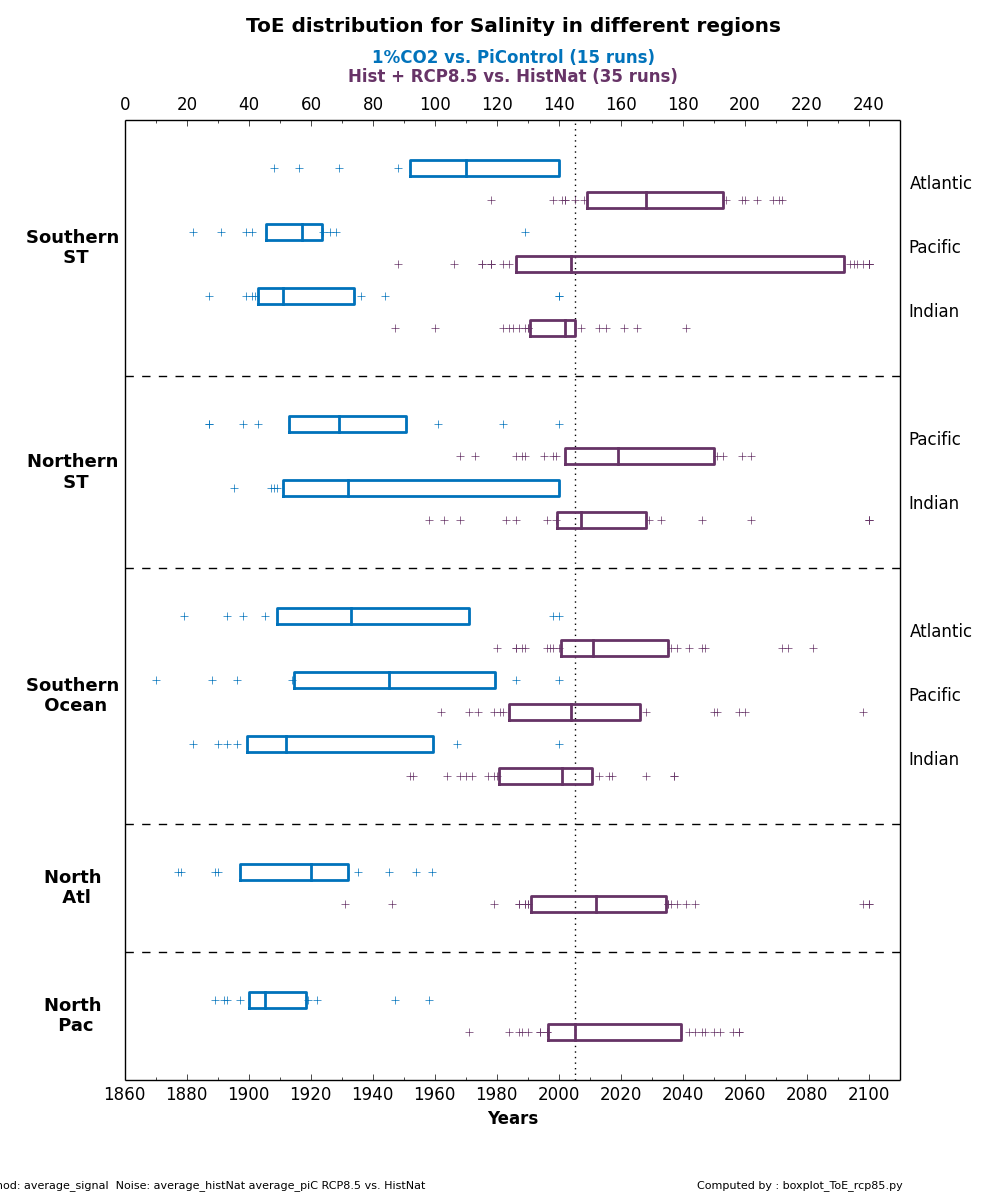 ToE distribution for Salinity in different regions
1%CO2 vs. PiControl (15 runs)
Hist + RCP8.5 vs. HistNat (35 runs)
0 20 40 60 80 100 120 140 160 180 200 220 240
Atlantic
Southern
ST
Pacific
Indian
Pacific
Northern
ST
Indian
Atlantic
Southern
Ocean
Pacific
Indian
North
Atl
North
Pac
1860 1880 1900 1920 1940 1960 1980 2000 2020 2040 2060 2080 2100
Years
average_signal Noise: average_histNat average_piC RCP8.5 vs. HistNat
Computed by : boxplot_ToE_rcp85.py